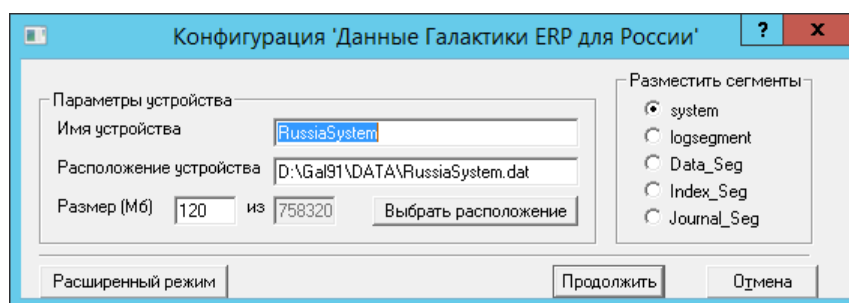 Конфигурация 'Данные Галактики ERP для России'
? x
Параметры устройства
Имя устройства RussiaSystem
Расположение устройства D:\Gal91\DATA\RussiaSystem.dat
Размер (Мб) 120 из 758320 Выбрать расположение
Разместить сегменты
system
logsegment
Data_Seg
Index_Seg
Journal_Seg
Расширенный режим Продолжить Отмена